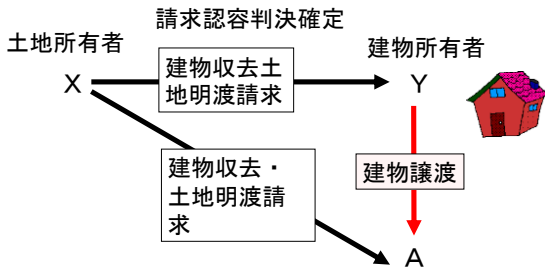 請求認容判決確定
土地所有者
建物所有者
X
建物収去土
地明渡請求
Y
建物収去・
土地明渡請
求
建物譲渡
A